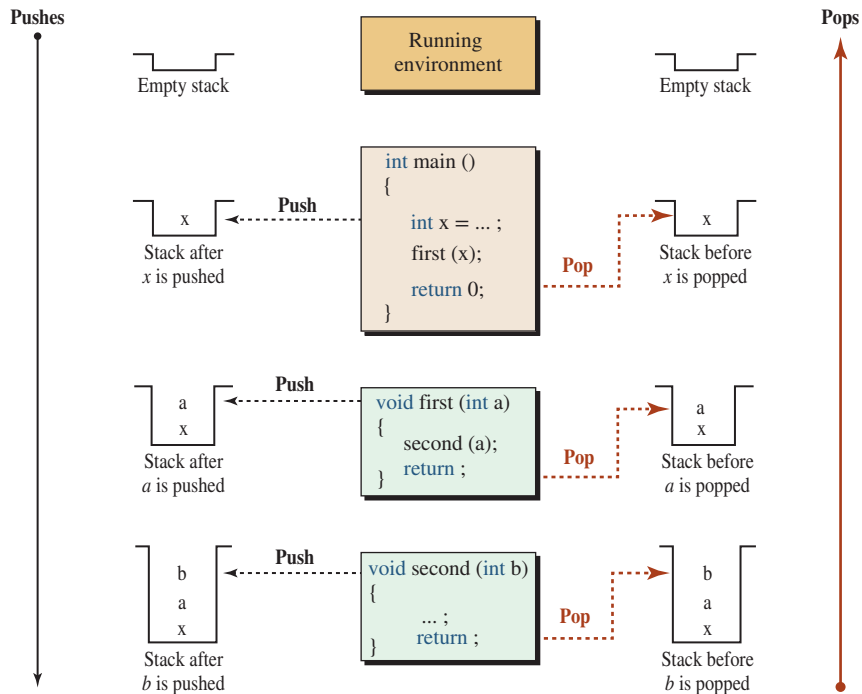 Pushes
Pops
Running
environment
Empty stack
Empty stack
int main ()
{
int x = ... ;
first (x);
return 0;
}
Push
x
Stack after
x is pushed
Pop
x
Stack before
x is popped
void first (int a)
{
second (a);
return ;
}
Push
a
x
Stack after
a is pushed
Pop
a
x
Stack before
a is popped
void second (int b)
{
... ;
return ;
}
Push
b
a
x
Stack after
b is pushed
Pop
b
a
x
Stack before
b is popped